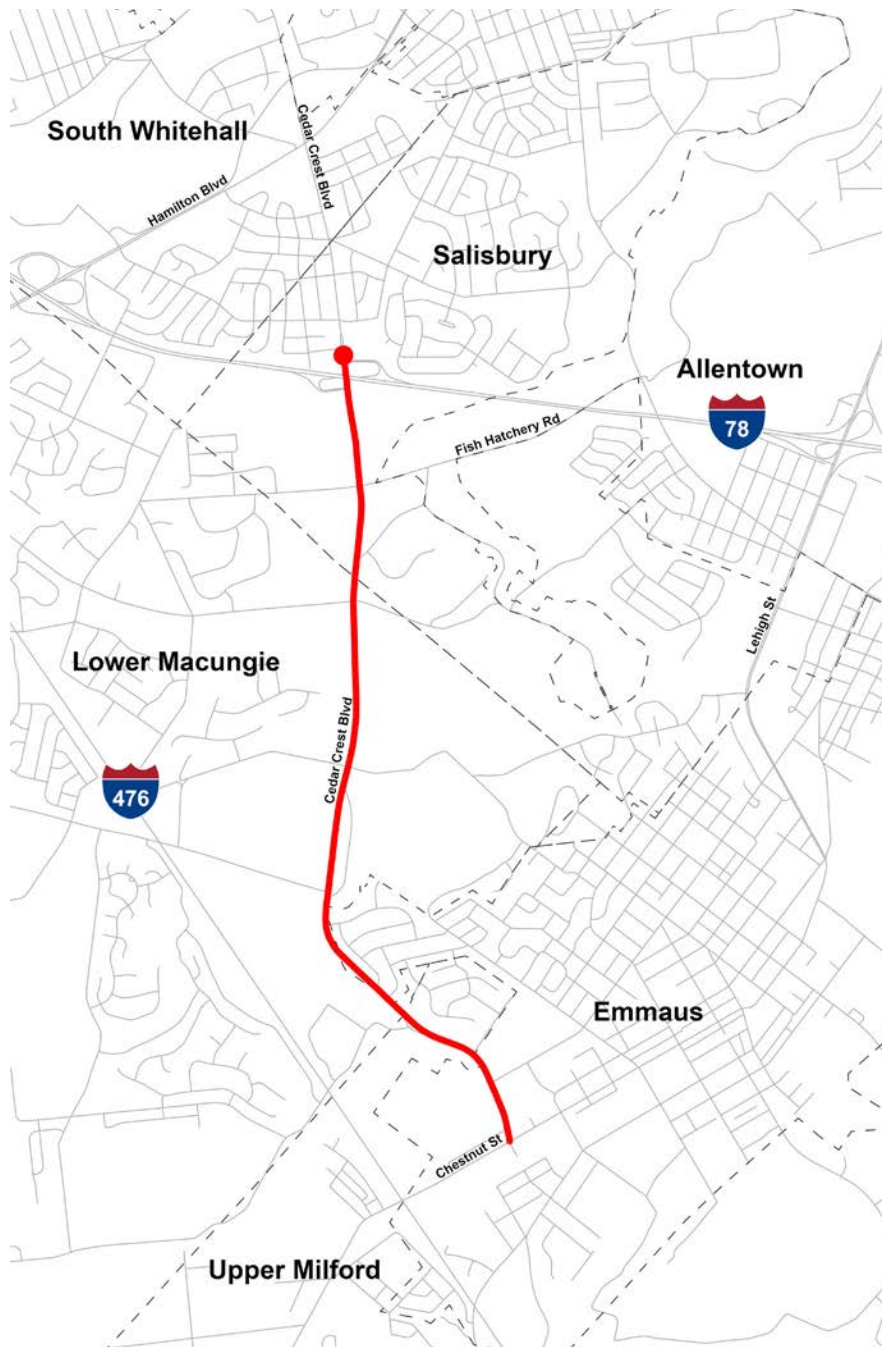 South Whitehall
Cedar Crest Blvd
Hamilton Blvd
Salisbury
Allentown
78
Fish Hatchery Rd
Lehigh St
Lower Macungie
Cedar Crest Blvd
476
Emmaus
Chestnut St
Upper Milford